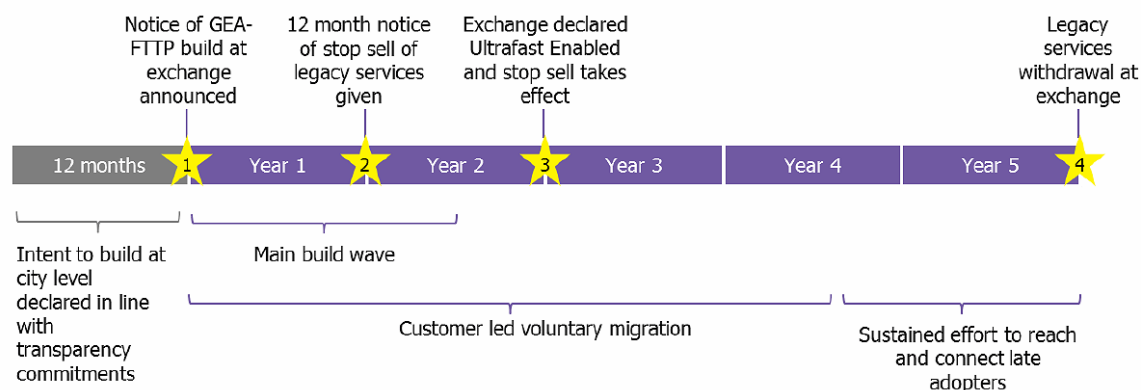 Notice of GEA-
FTTP build at
exchange
announced
12 month notice
of stop sell of
legacy services
given
Exchange declared
Ultrafast Enabled
and stop sell takes
effect
Legacy
services
withdrawal at
exchange
12 months
1
Year 1
2
Year 2
3
Year 3
Year 4
Year 5
4
Intent to build at
city level
declared in line
with
transparency
commitments
Main build wave
Customer led voluntary migration
Sustained effort to reach
and connect late
adopters